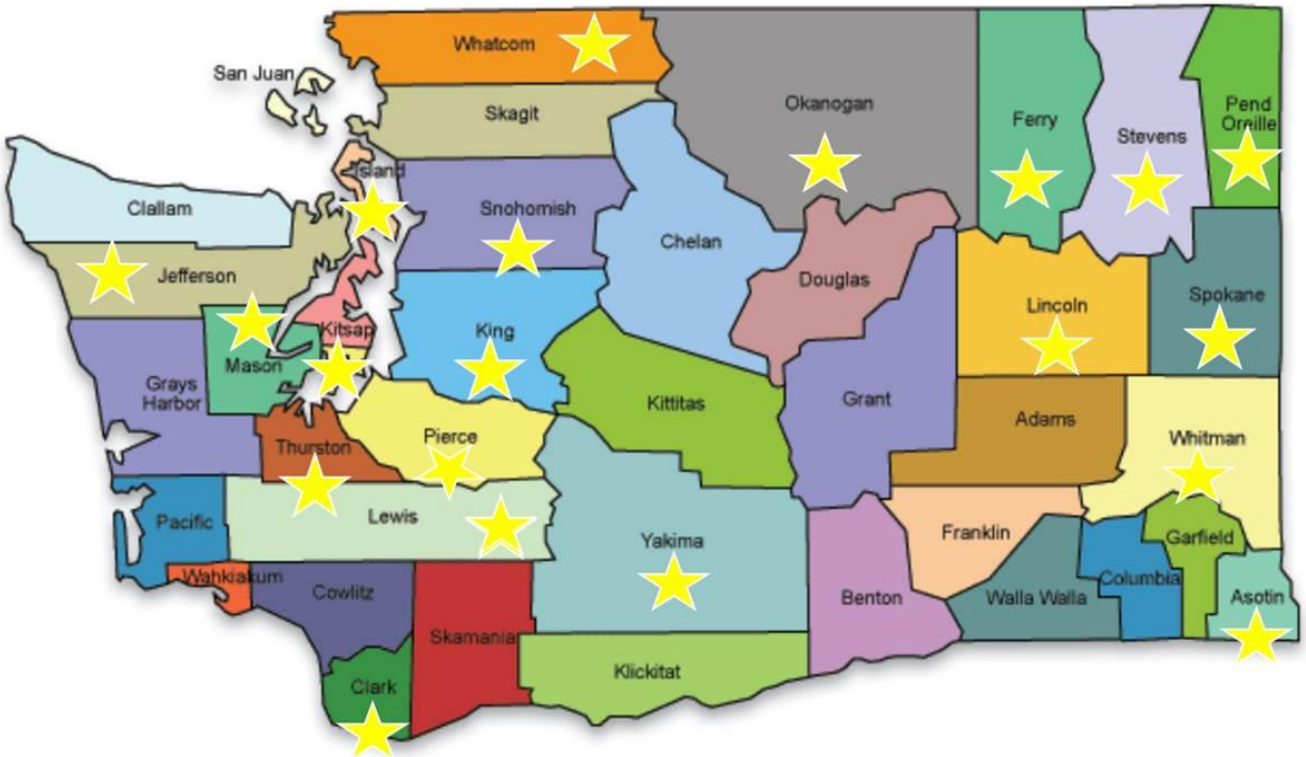 Whatcom
San Juan
Skagit
Okanogan
Ferry
Stevens
Pend
Oreille
Island
Clallam
Snohomish
Chelan
Jefferson
Douglas
Kitsap
King
Lincoln
Spokane
Mason
Grays
Harbor
Kittitas
Grant
Adams
Thurston
Pierce
Whitman
Pacific
Lewis
Yakima
Franklin
Garfield
Wahkiakum
Cowlitz
Skamania
Benton
Walla Walla
Columbia
Asotin
Clark
Klickitat